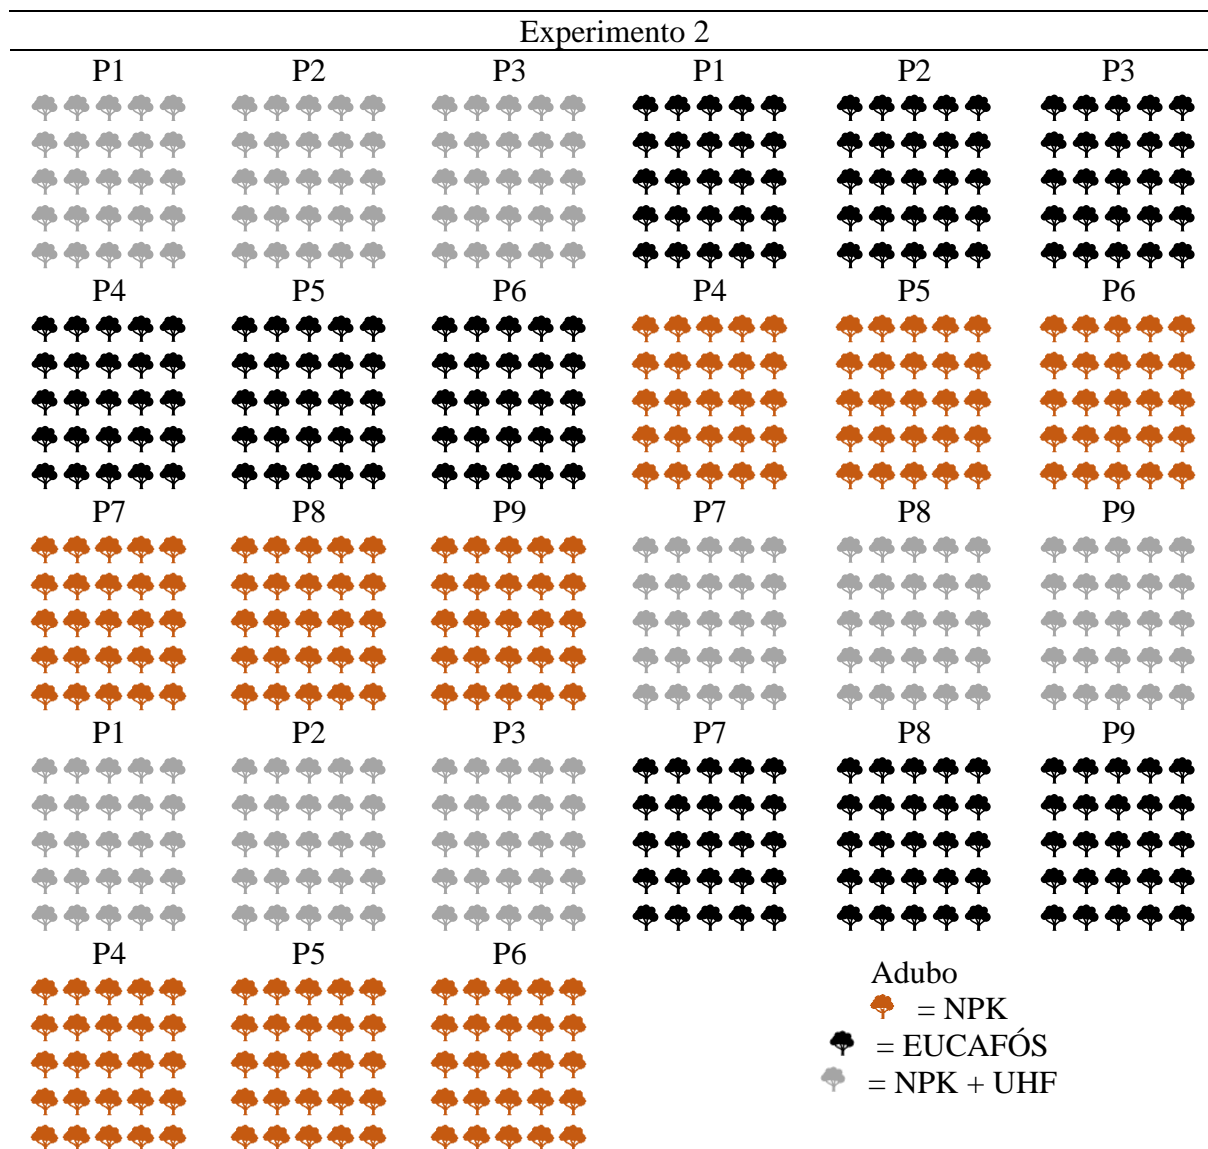 Experimento 2
P1 P2 P3 P1 P2 P3
P4 P5 P6 P4 P5 P6
P7 P8 P9 P7 P8 P9
P1 P2 P3 P7 P8 P9
P4 P5 P6
Adubo
= NPK
= EUCAFÓS
= NPK + UHF